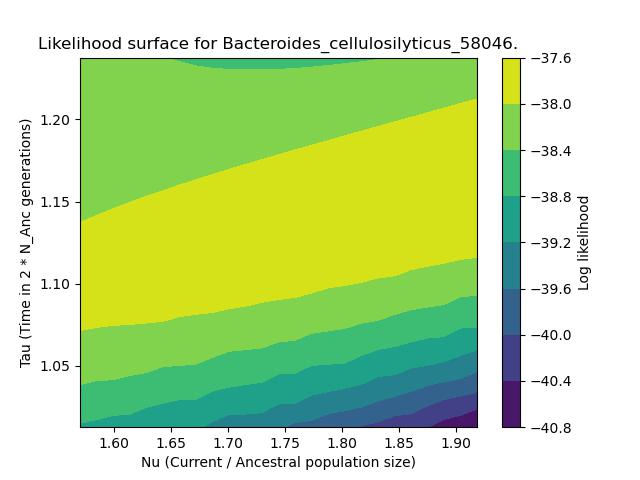 Likelihood surface for Bacteroides_cellulosilyticus_58046.
Tau (Time in 2 * N_Anc generations)
1.20
1.15
1.10
1.05
1.60 1.65 1.70 1.75 1.80 1.85 1.90
Nu (Current / Ancestral population size)
−37.6
−38.0
−38.4
−38.8
−39.2
−39.6
−40.0
−40.4
−40.8
Log likelihood